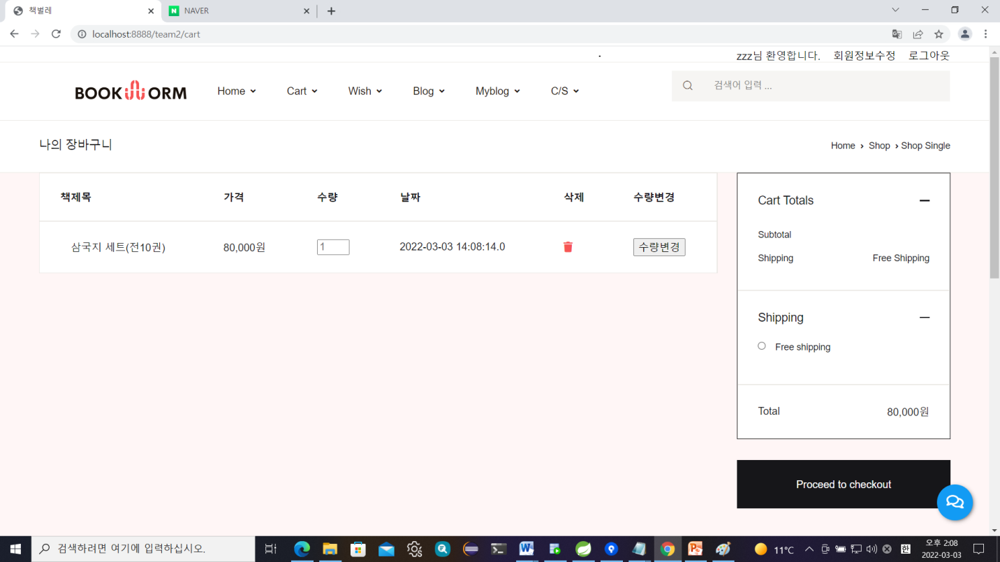 책벌레
NAVER
localhost:8888/team2/cart
zzz님 환영합니다. 회원정보수정 로그아웃
BOOKWORM Home Cart Wish Blog Myblog C/S 검색어 입력 ...
나의 장바구니 Home › Shop › Shop Single
책제목 가격 수량 날짜 삭제 수량변경
삼국지 세트(전10권) 80,000원 1 2022-03-03 14:08:14.0 수량변경
Cart Totals
Subtotal
Shipping Free Shipping
Shipping
Free shipping
Total 80,000원
Proceed to checkout
검색하려면 여기에 입력하십시오.
11°C
한
오후 2:08
2022-03-03